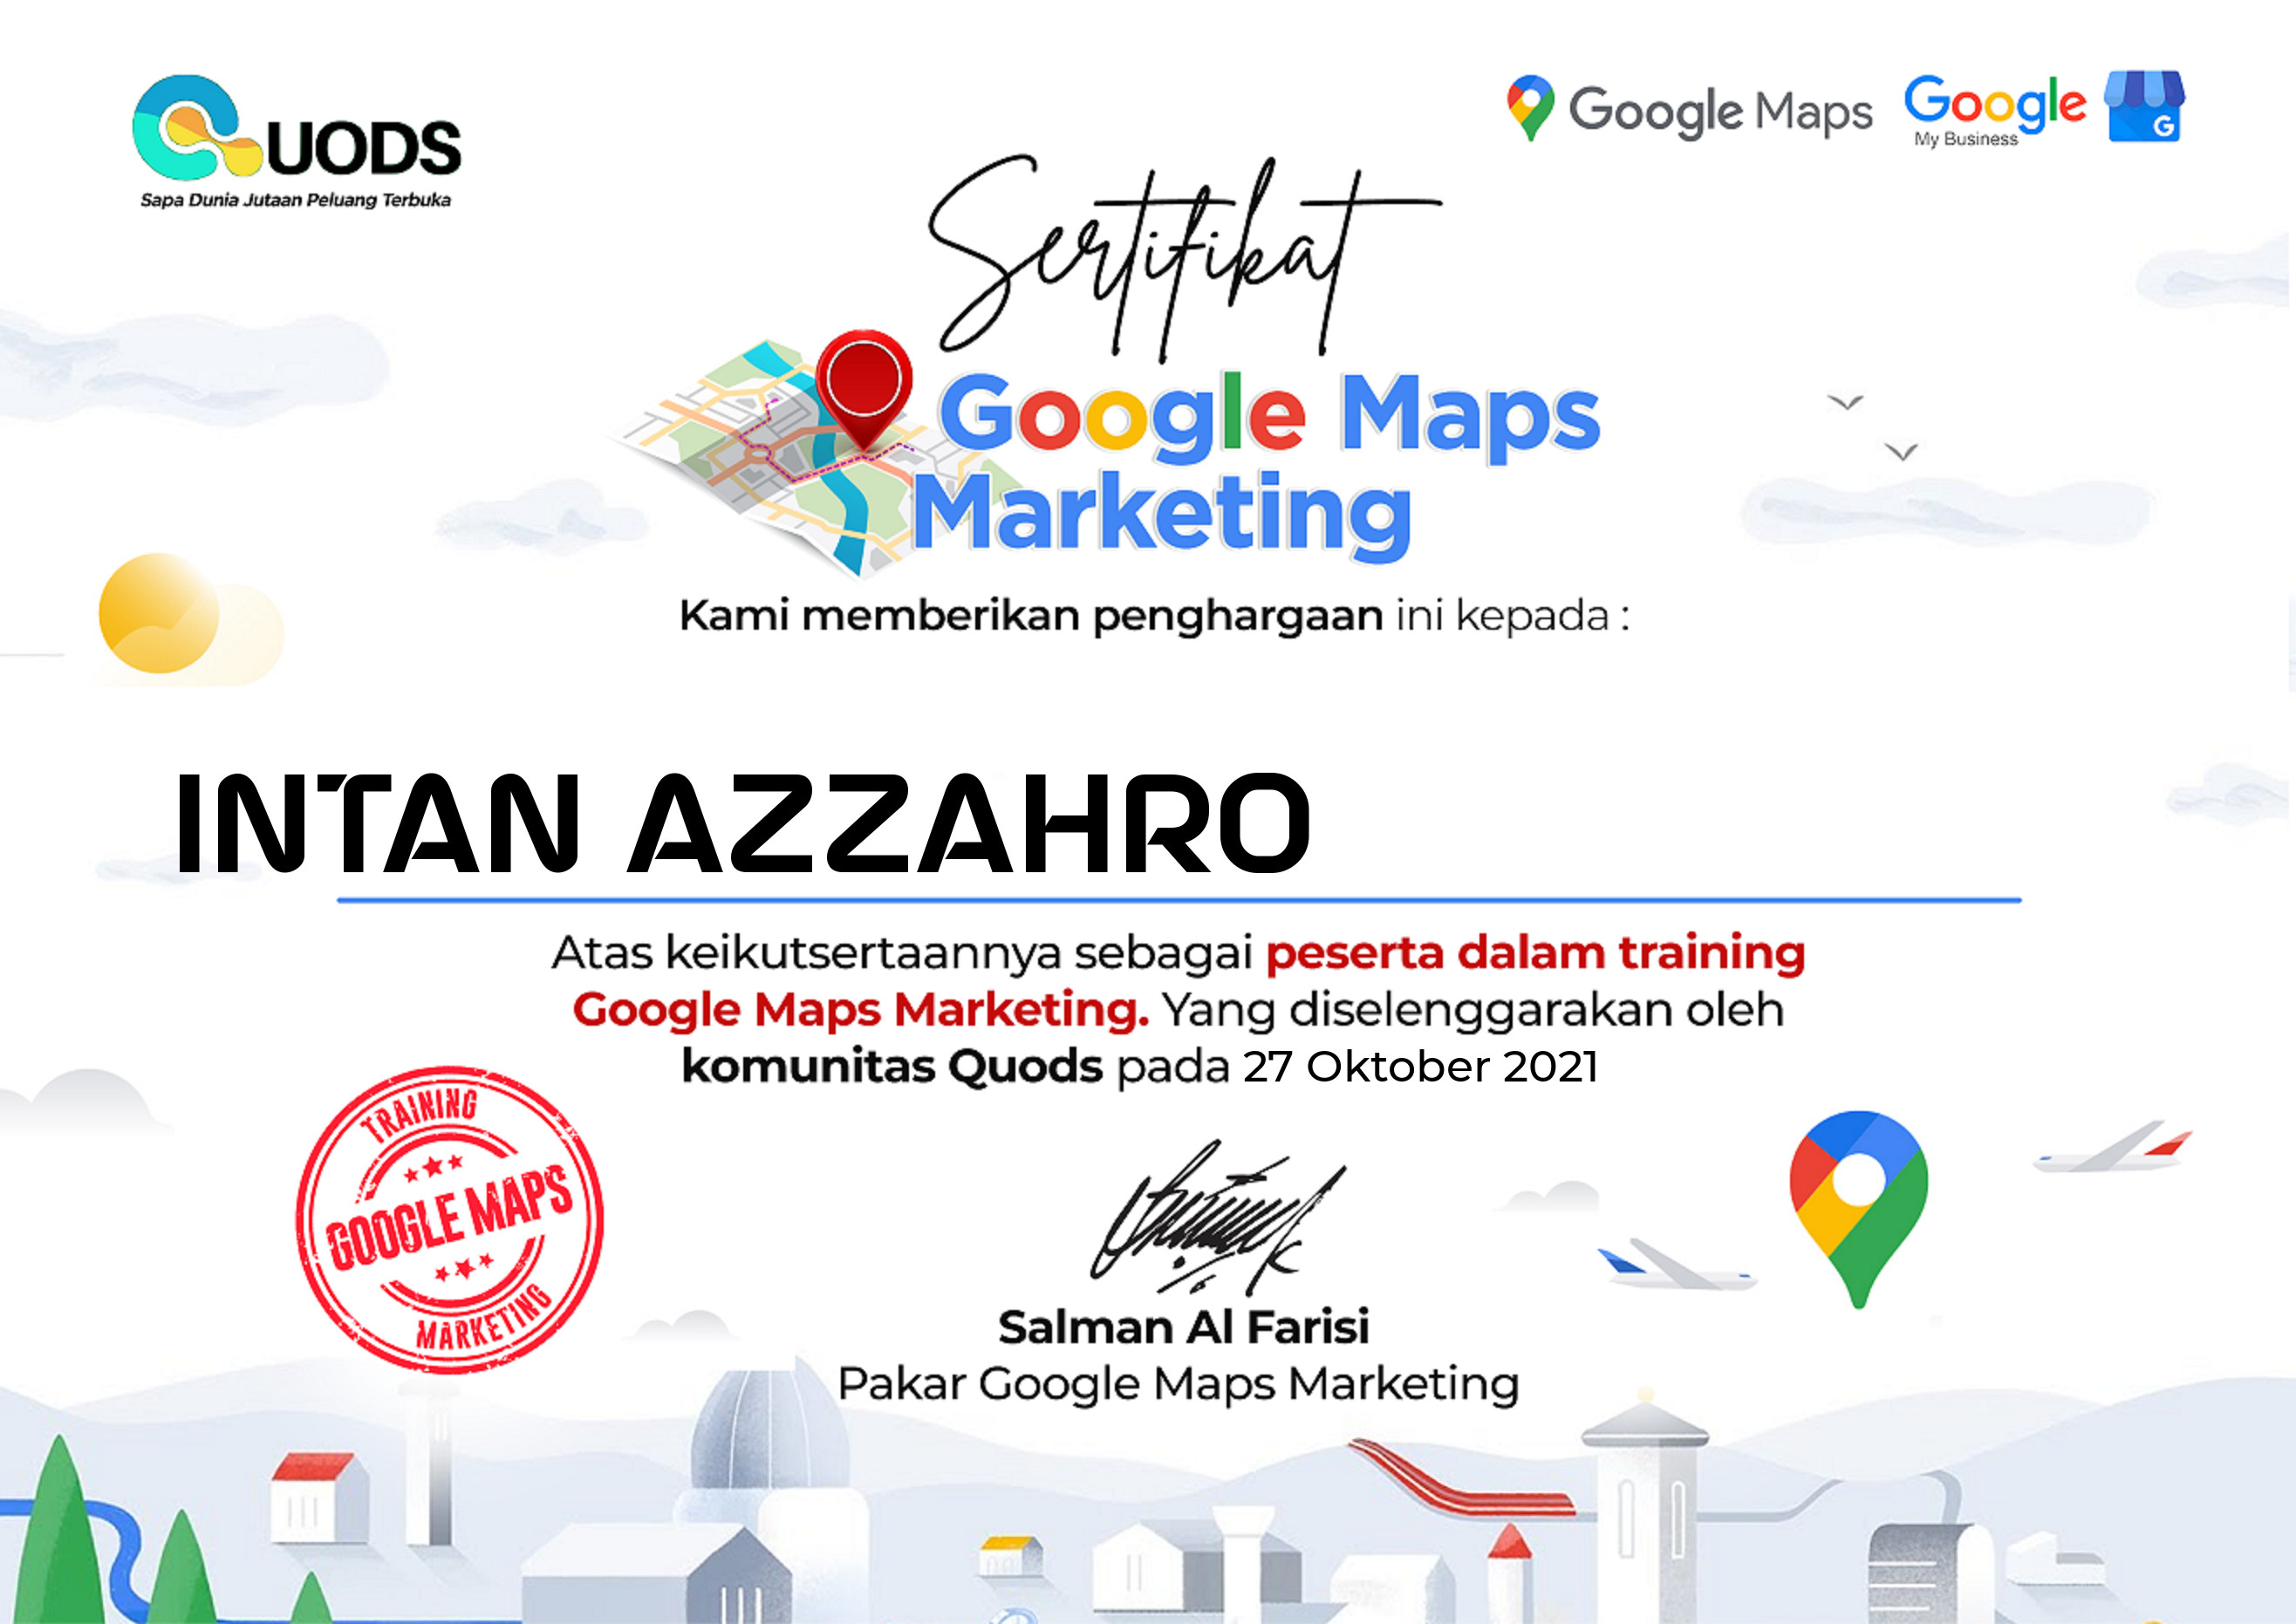 QUODS
Sapa Dunia Jutaan Peluang Terbuka
Google Maps
Google
My Business
G
Sertifikat
Google Maps
Marketing
Kami memberikan penghargaan ini kepada :
INTAN AZZAHRO
Atas keikutsertaannya sebagai peserta dalam training
Google Maps Marketing. Yang diselenggarakan oleh
komunitas Quods pada 27 Oktober 2021
TRAINING
GOOGLE MAPS
MARKETING
Salman Al Farisi
Pakar Google Maps Marketing